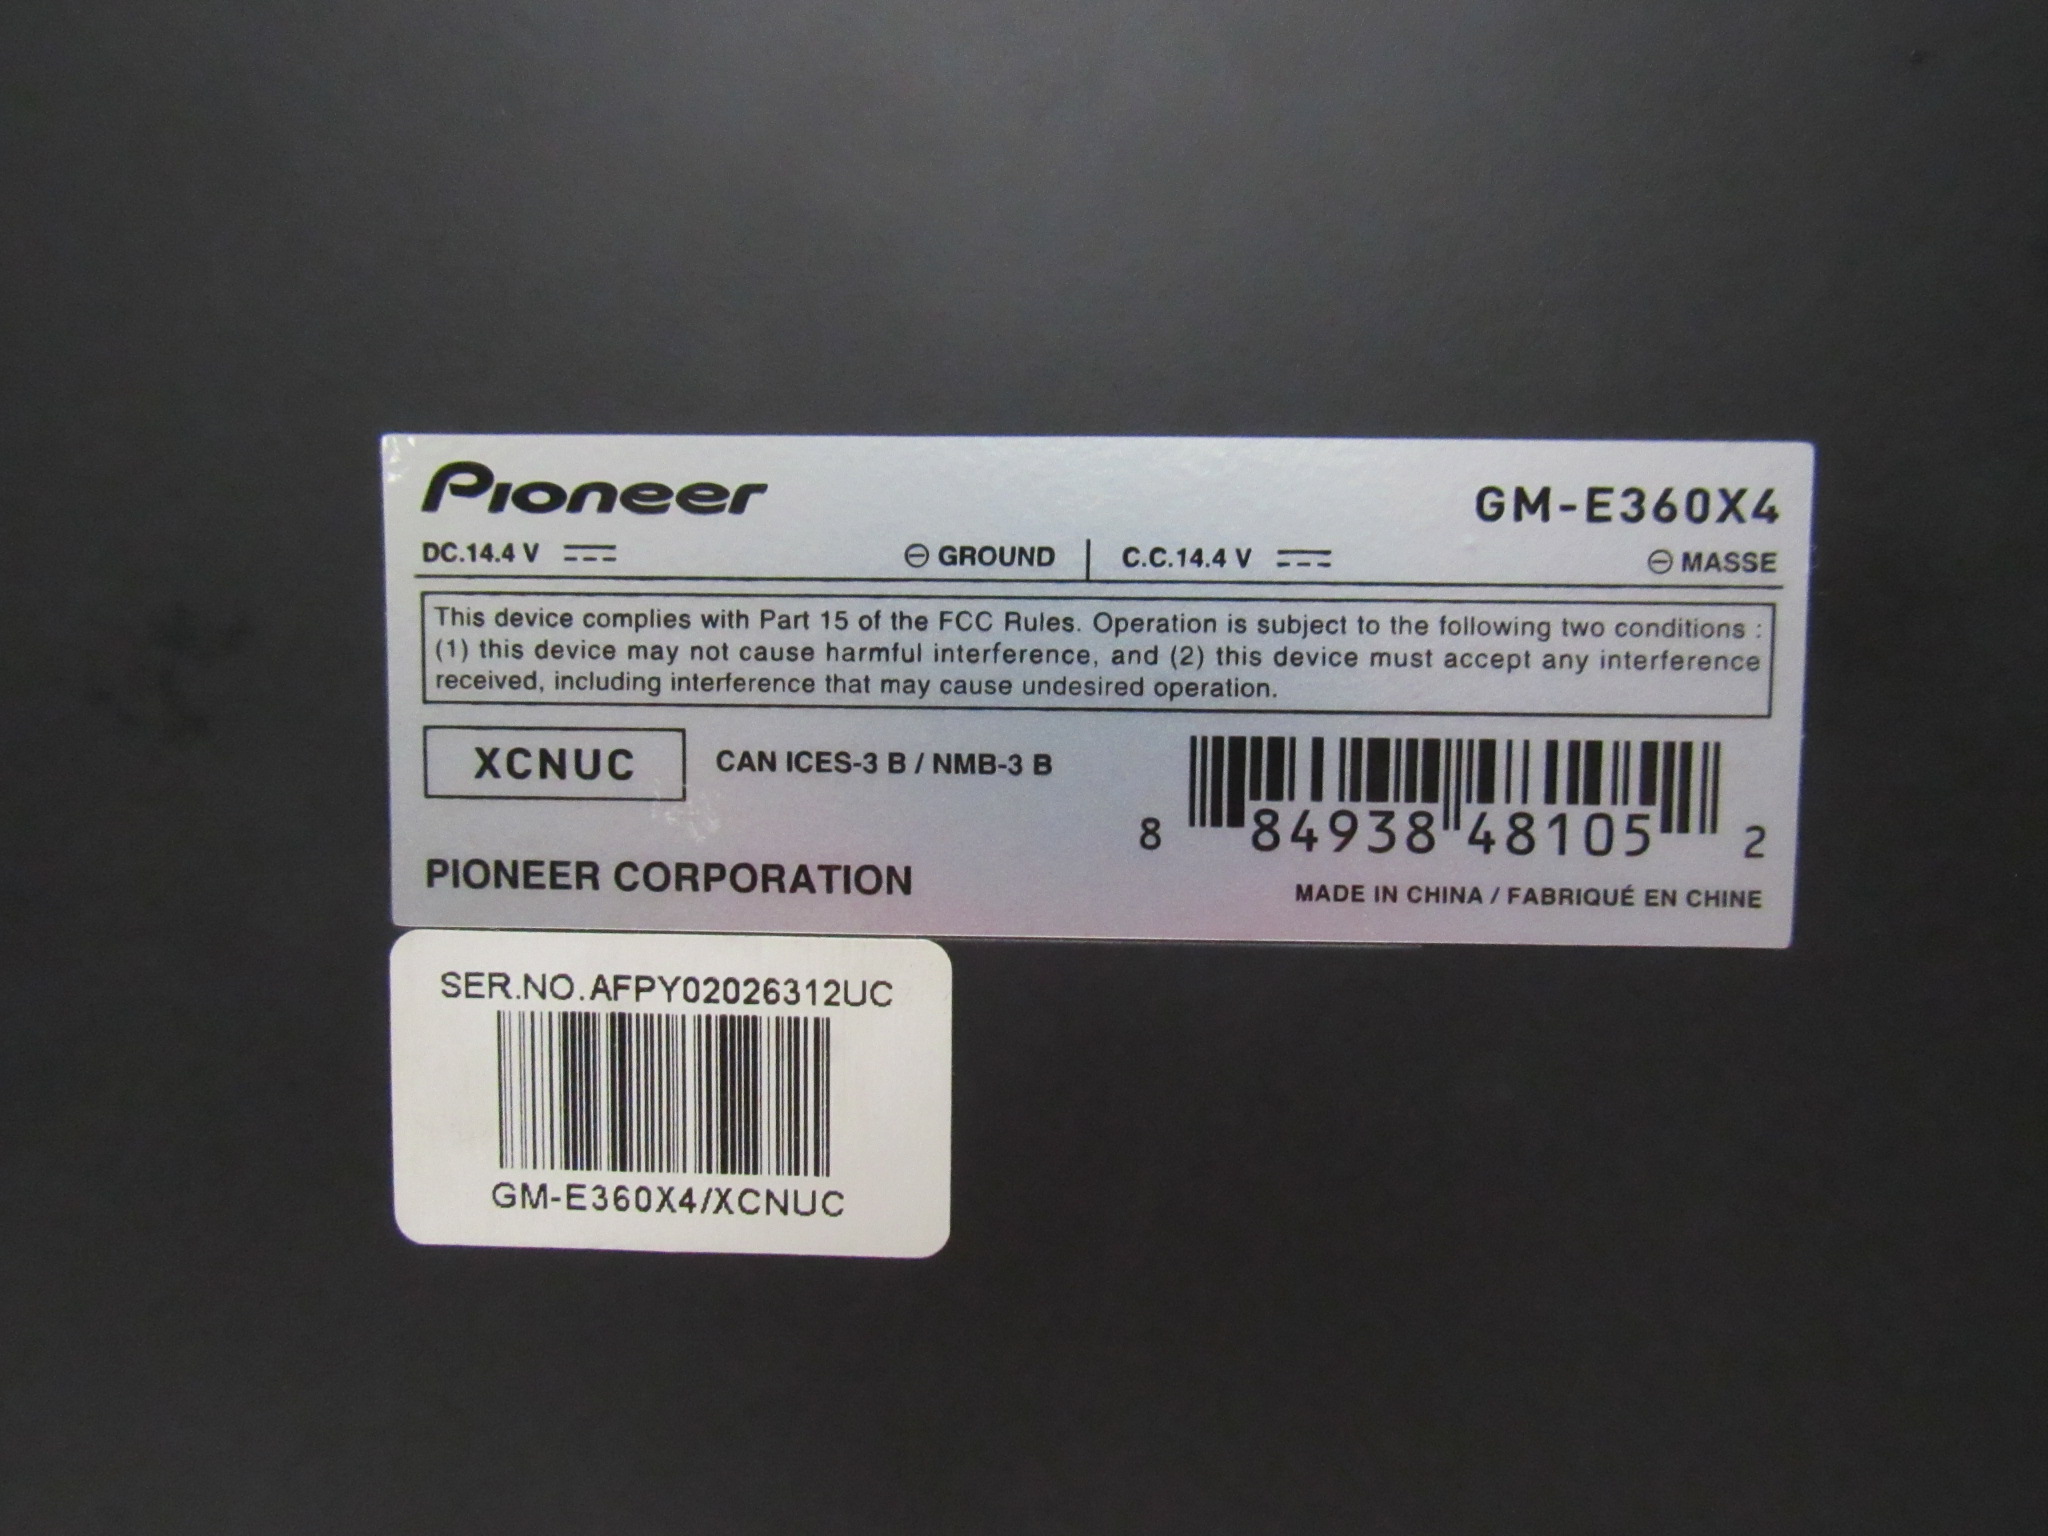 Pioneer
GM-E360X4
DC.14.4 V ⎓ ⊖ GROUND | C.C.14.4 V ⎓ ⊖ MASSE
This device complies with Part 15 of the FCC Rules. Operation is subject to the following two conditions :
(1) this device may not cause harmful interference, and (2) this device must accept any interference
received, including interference that may cause undesired operation.
XCNUC
CAN ICES-3 B / NMB-3 B
8 84938 48105 2
PIONEER CORPORATION
MADE IN CHINA / FABRIQUÉ EN CHINE
SER.NO.AFPY02026312UC
GM-E360X4/XCNUC